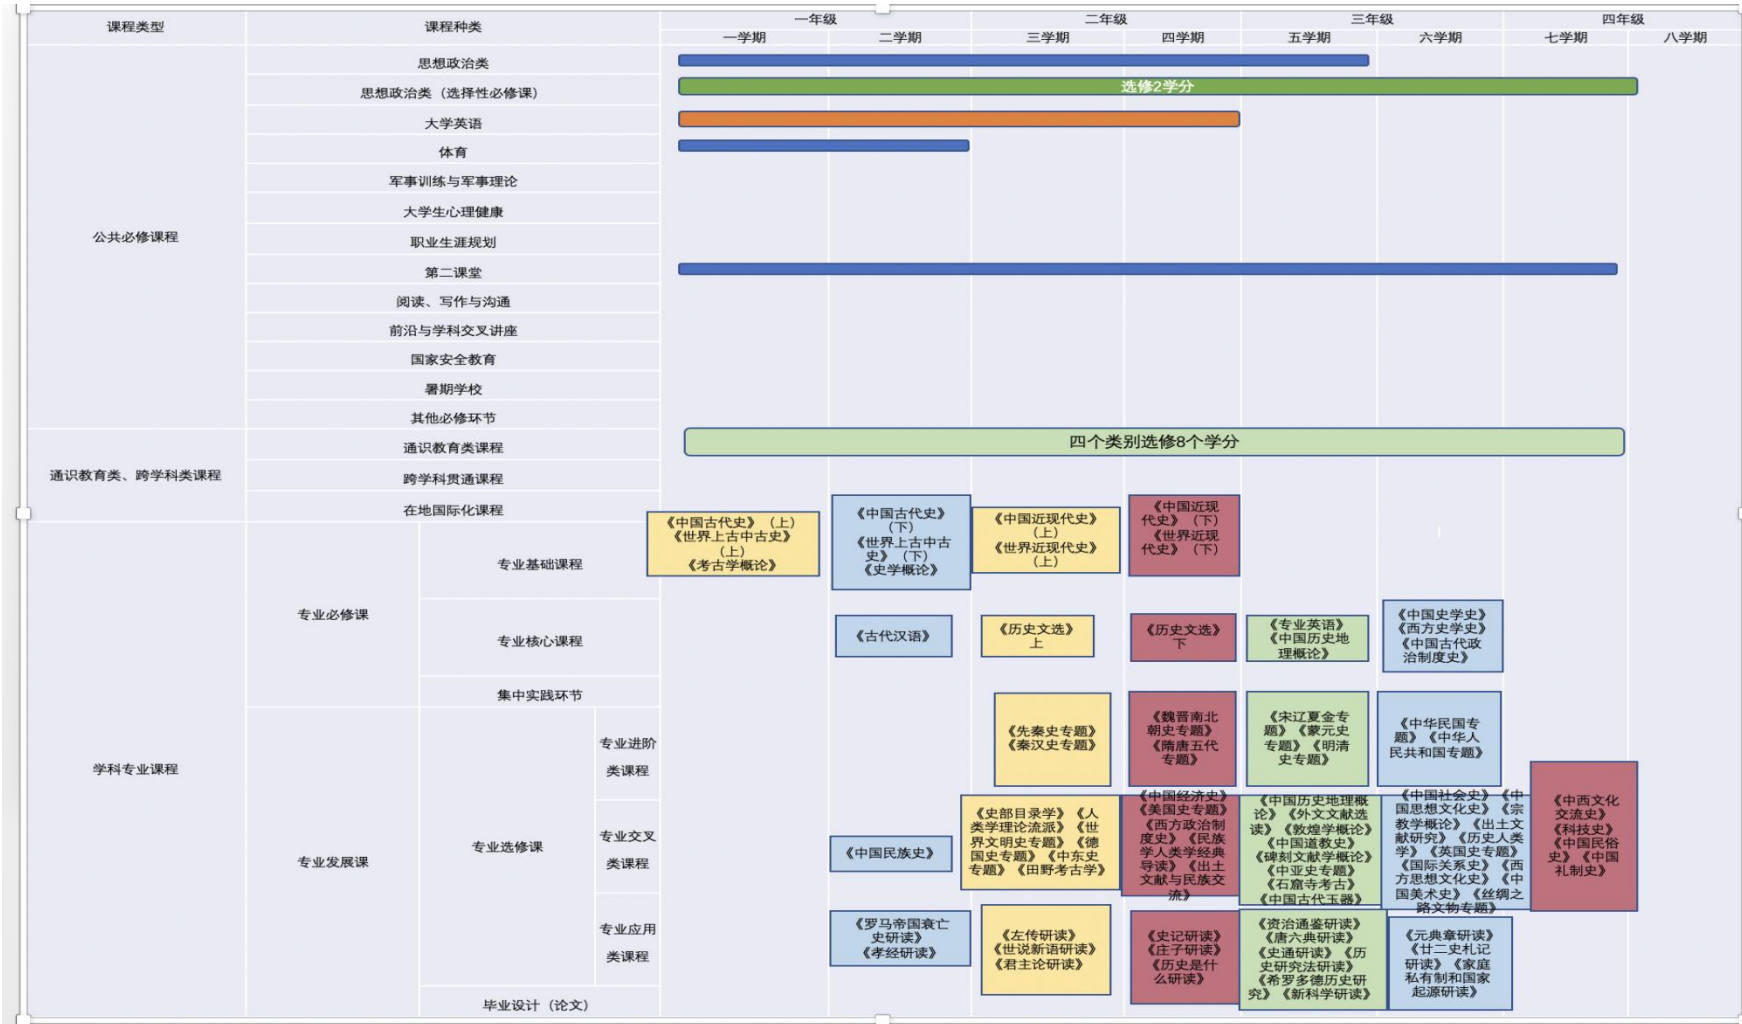 课程类型
课程种类
一年级
二年级
三年级
四年级
一学期
二学期
三学期
四学期
五学期
六学期
七学期
八学期
公共必修课程
思想政治类
思想政治类（选择性必修课）
选修2学分
大学英语
体育
军事训练与军事理论
大学生心理健康
职业生涯规划
第二课堂
阅读、写作与沟通
前沿与学科交叉讲座
国家安全教育
暑期学校
其他必修环节
通识教育类、跨学科类课程
通识教育类课程
四个类别选修8个学分
跨学科贯通课程
在地国际化课程
学科专业课程
专业必修课
专业基础课程
《中国古代史》（上）
《世界上古中古史》
（上）
《考古学概论》
《中国古代史》
（下）
《世界上古中古
史》（下）
《史学概论》
《中国近现代史》
（上）
《世界近现代史》
（上）
《中国近现
代史》（下）
《世界近现
代史》（下）
专业核心课程
《古代汉语》
《历史文选》
上
《历史文选》
下
《专业英语》
《中国历史地
理概论》
《中国史学史》
《西方史学史》
《中国古代政
治制度史》
集中实践环节
专业发展课
专业选修课
专业进阶
类课程
《先秦史专题》
《秦汉史专题》
《魏晋南北
朝史专题》
《隋唐五代
专题》
《宋辽夏金专
题》《蒙元史
专题》《明清
史专题》
《中华民国专
题》《中华人
民共和国专题》
专业交叉
类课程
《中国民族史》
《史部目录学》《人
类学理论流派》《世
界文明史专题》《德
国史专题》《中东史
专题》《田野考古学》
《中国经济史》
《美国史专题》
《西方政治制
度史》《民族
学人类学经典
导读》《出土
文献与民族交
流》
《中国历史地理概
论》《外文文献选
读》《敦煌学概论》
《中国道教史》
《碑刻文献学概论》
《中亚史专题》
《石窟寺考古》
《中国古代玉器》
《中国社会史》《中
国思想文化史》《宗
教学概论》《出土文
献研究》《历史人类
学》《英国史专题》
《国际关系史》《西
方思想文化史》《中
国美术史》《丝绸之
路文物专题》
《中西文化
交流史》
《科技史》
《中国民俗
史》《中国
礼制史》
专业应用
类课程
《罗马帝国衰亡
史研读》
《孝经研读》
《左传研读》
《世说新语研读》
《君主论研读》
《史记研读》
《庄子研读》
《历史是什
么研读》
《资治通鉴研读》
《唐六典研读》
《史通研读》《历
史研究法研读》
《希罗多德历史研
究》《新科学研读》
《元典章研读》
《廿二史札记
研读》《家庭
私有制和国家
起源研读》
毕业设计（论文）